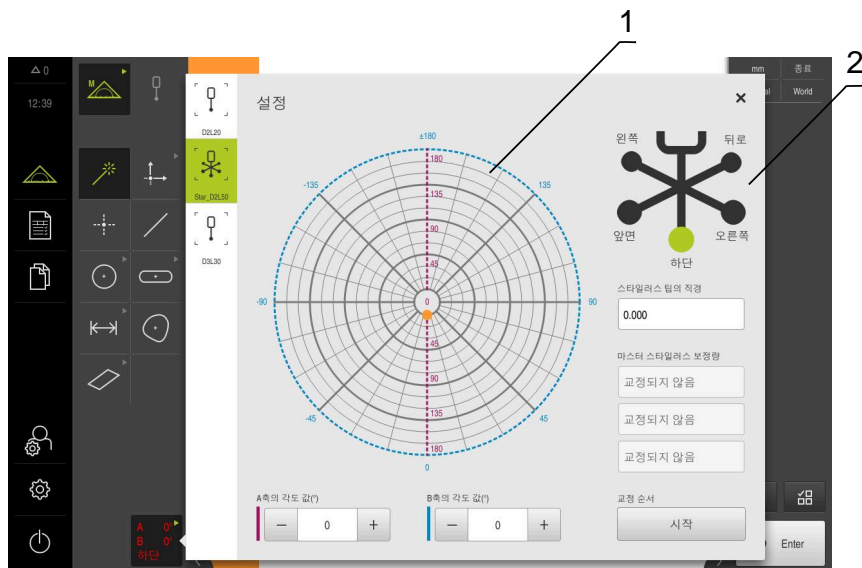 1
2
0
12:39
M
D2L20
Star_D2L50
D3L30
설정
±180
180
-135
135
135
90
45
-90
0
90
45
90
135
-45
45
180
0
A축의 각도 값(°)
B축의 각도 값(°)
0
0
왼쪽
뒤로
앞면
오른쪽
하단
스타일러스 팁의 직경
0.000
마스터 스타일러스 보정량
교정되지 않음
교정되지 않음
교정되지 않음
교정 순서
시작
mm
종료
al
World
Enter
A 0°
B 0°
하단